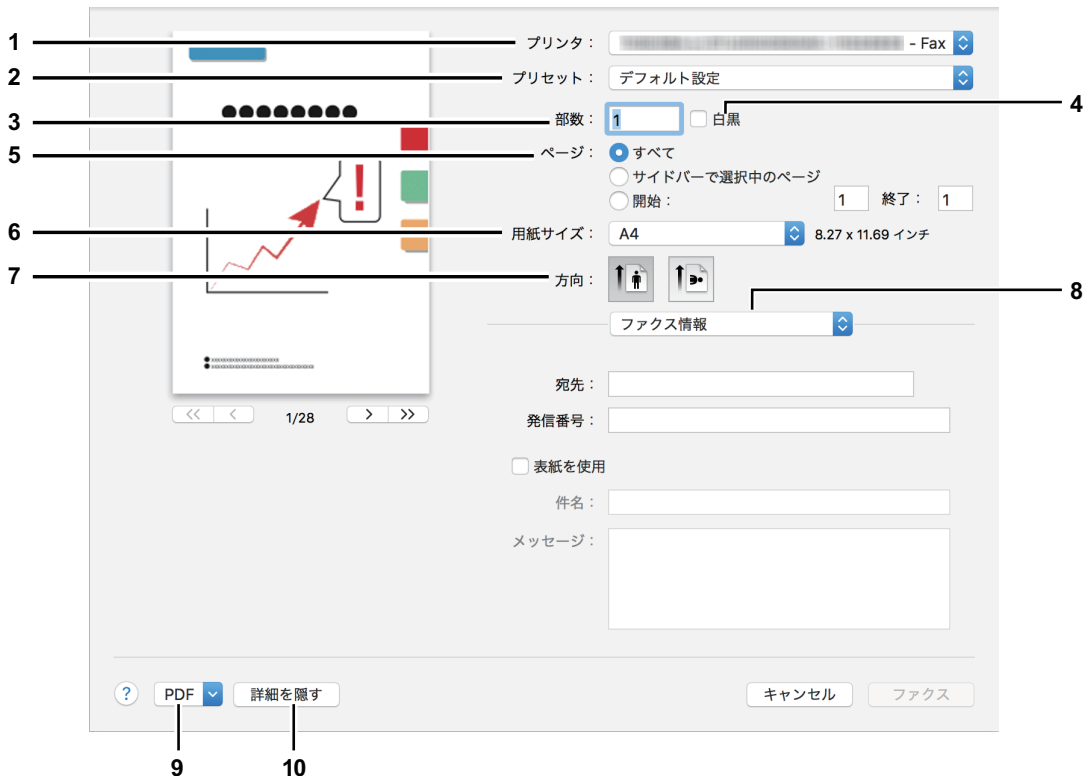 1 プリンタ： - Fax
2 プリセット： デフォルト設定
3 部数： 1 白黒 4
5 ページ： すべて
サイドバーで選択中のページ
開始： 1 終了： 1
6 用紙サイズ： A4 8.27 x 11.69 インチ
7 方向：
8 ファクス情報
!
宛先：
<< < 1/28 > >>
発信番号：
表紙を使用
件名：
メッセージ：
? PDF 詳細を隠す キャンセル ファクス
9 10